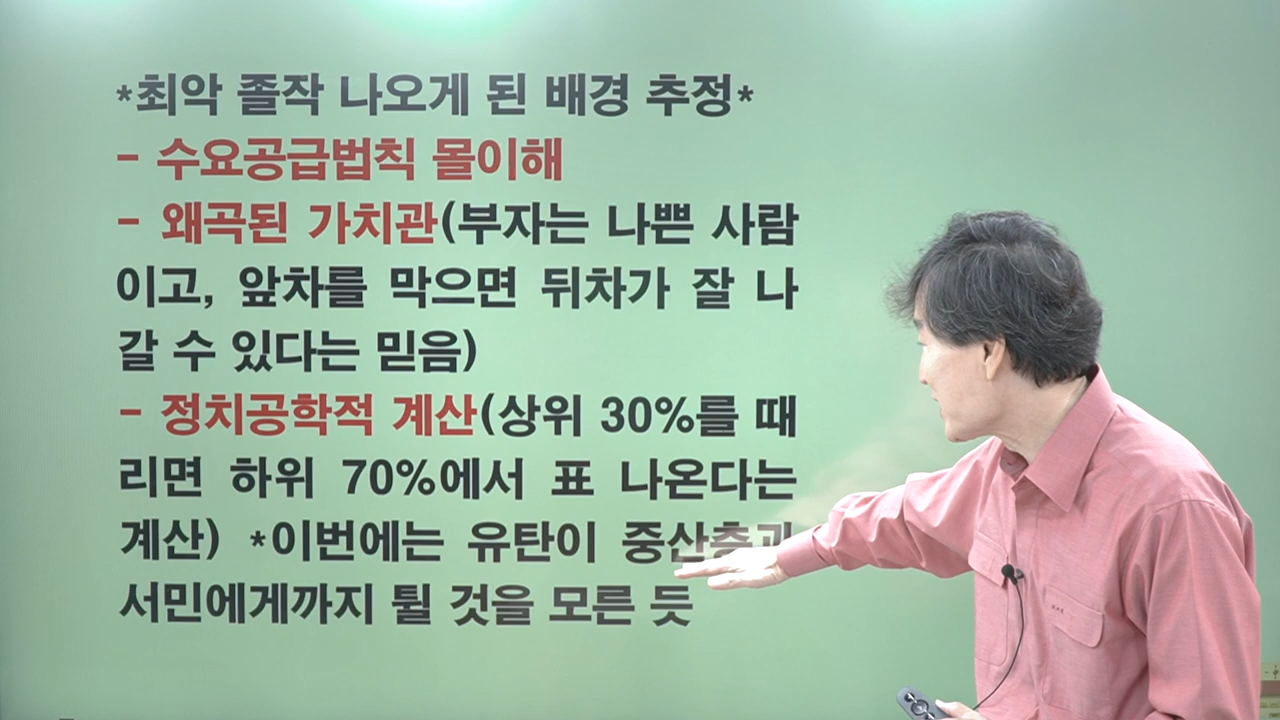 *최악 졸작 나오게 된 배경 추정*
- 수요공급법칙 몰이해
- 왜곡된 가치관(부자는 나쁜 사람
이고, 앞차를 막으면 뒤차가 잘 나
갈 수 있다는 믿음)
- 정치공학적 계산(상위 30%를 때
리면 하위 70%에서 표 나온다는
계산) *이번에는 유탄이 중산층과
서민에게까지 튈 것을 모른 듯